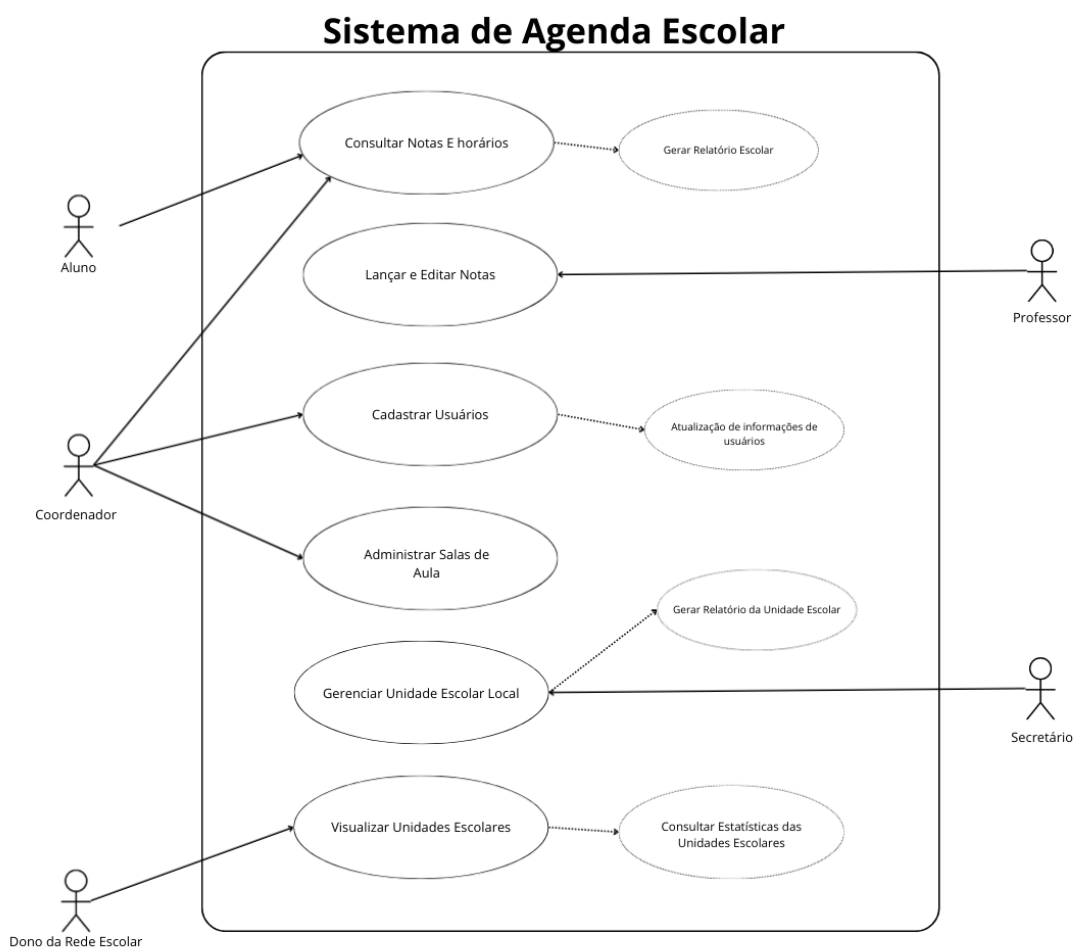 Sistema de Agenda Escolar
Consultar Notas E horários
Gerar Relatório Escolar
Aluno
Lançar e Editar Notas
Professor
Cadastrar Usuários
Atualização de informações de
usuários
Coordenador
Administrar Salas de
Aula
Gerar Relatório da Unidade Escolar
Gerenciar Unidade Escolar Local
Secretário
Visualizar Unidades Escolares
Consultar Estatísticas das
Unidades Escolares
Dono da Rede Escolar